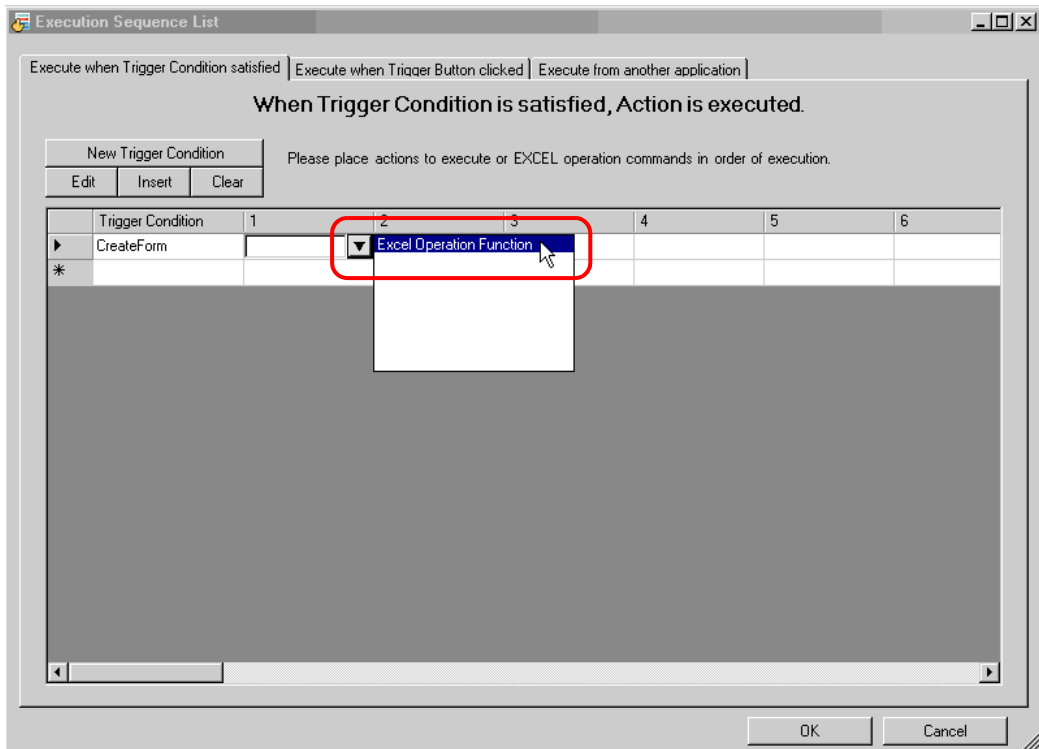 Execution Sequence List
Execute when Trigger Condition satisfied Execute when Trigger Button clicked Execute from another application
When Trigger Condition is satisfied, Action is executed.
New Trigger Condition
Please place actions to execute or EXCEL operation commands in order of execution.
Edit Insert Clear
Trigger Condition 1 2 3 4 5 6
CreateForm Excel Operation Function
OK Cancel